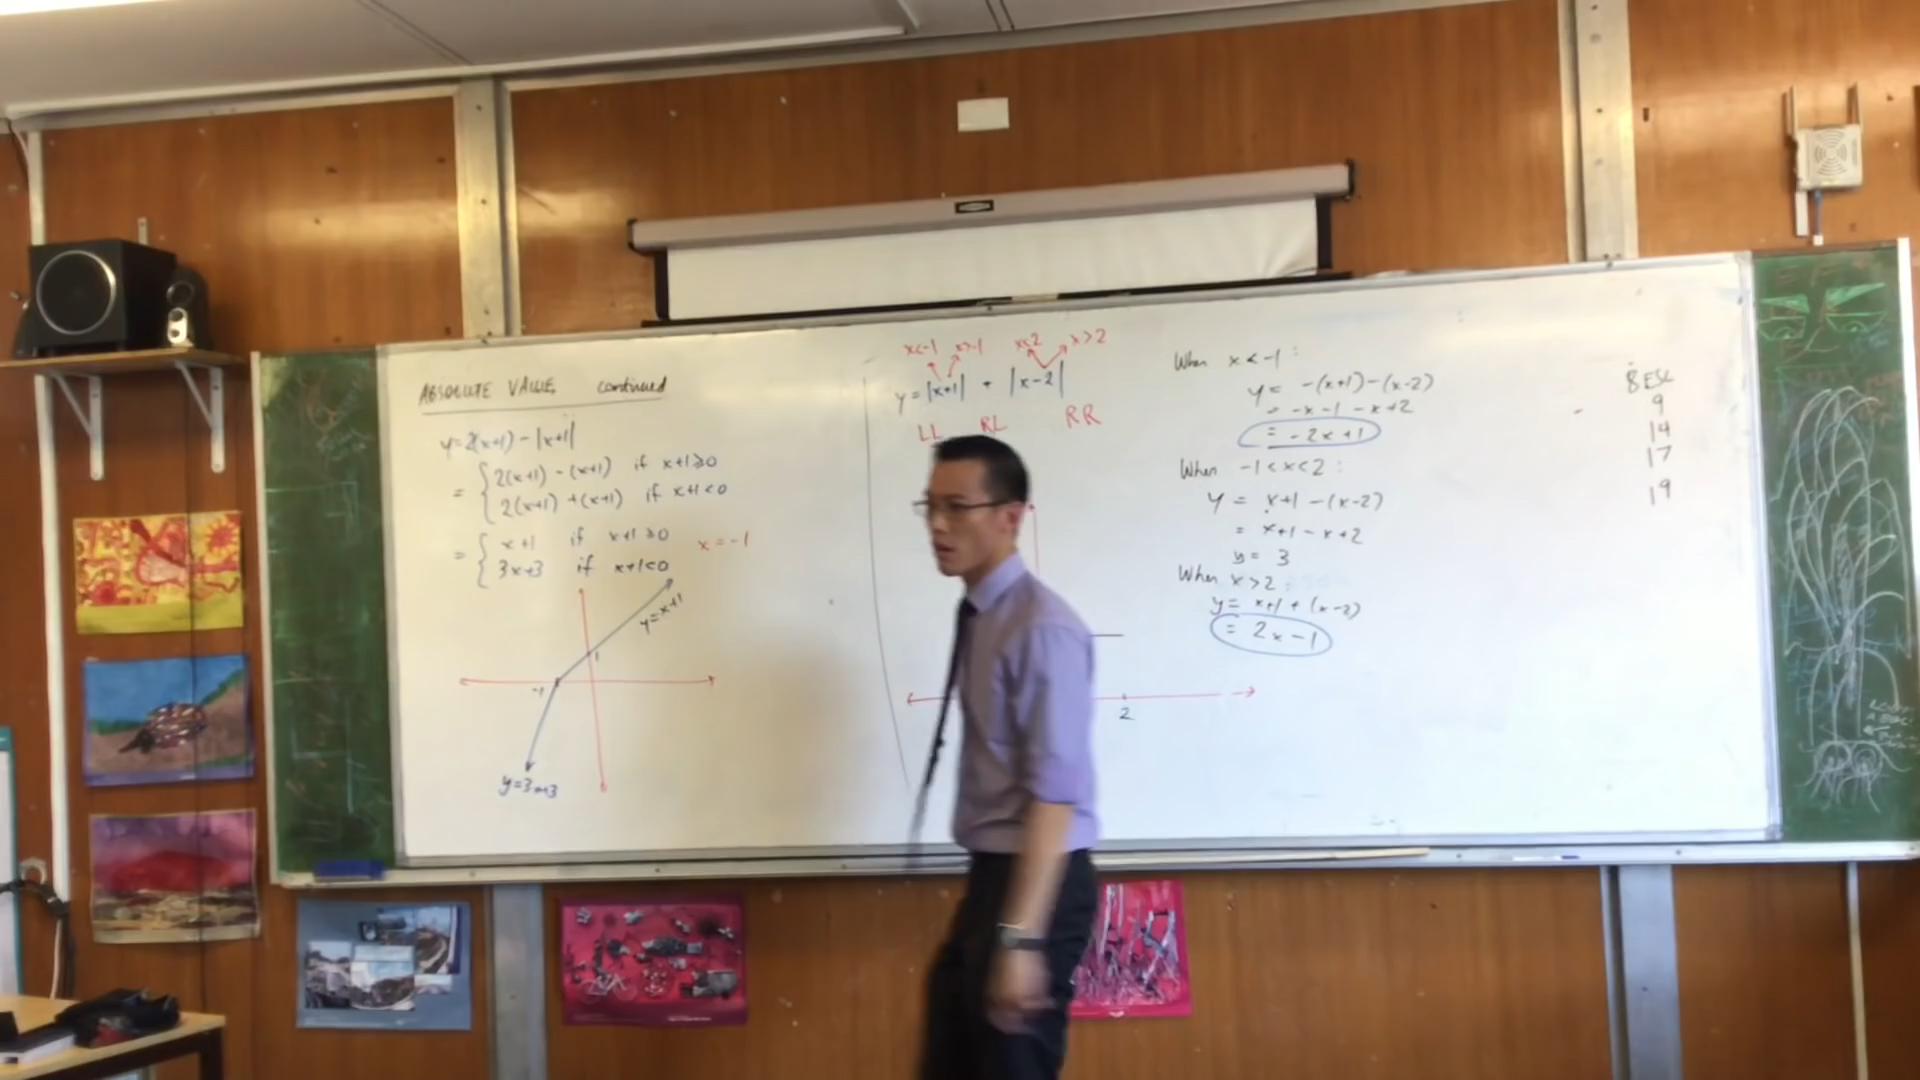 ABSOLUTE VALUE continued
y=2(x+1) - |x+1|
= { 2(x+1) - (x+1) if x+1≥0
2(x+1) + (x+1) if x+1<0
= { x+1 if x+1≥0
3x+3 if x+1<0
x = -1
y=x+1
1
-1
y=3x+3
x<-1 x>-1 x<2 x>2
y = |x+1| + |x-2|
LL RL RR
2
When x < -1 :
y = -(x+1)-(x-2)
= -x-1-x+2
= -2x+1
When -1<x<2 :
y = x+1 -(x-2)
= x+1-x+2
y = 3
When x>2 :
y = x+1 + (x-2)
= 2x-1
8 ESC
9
14
17
19